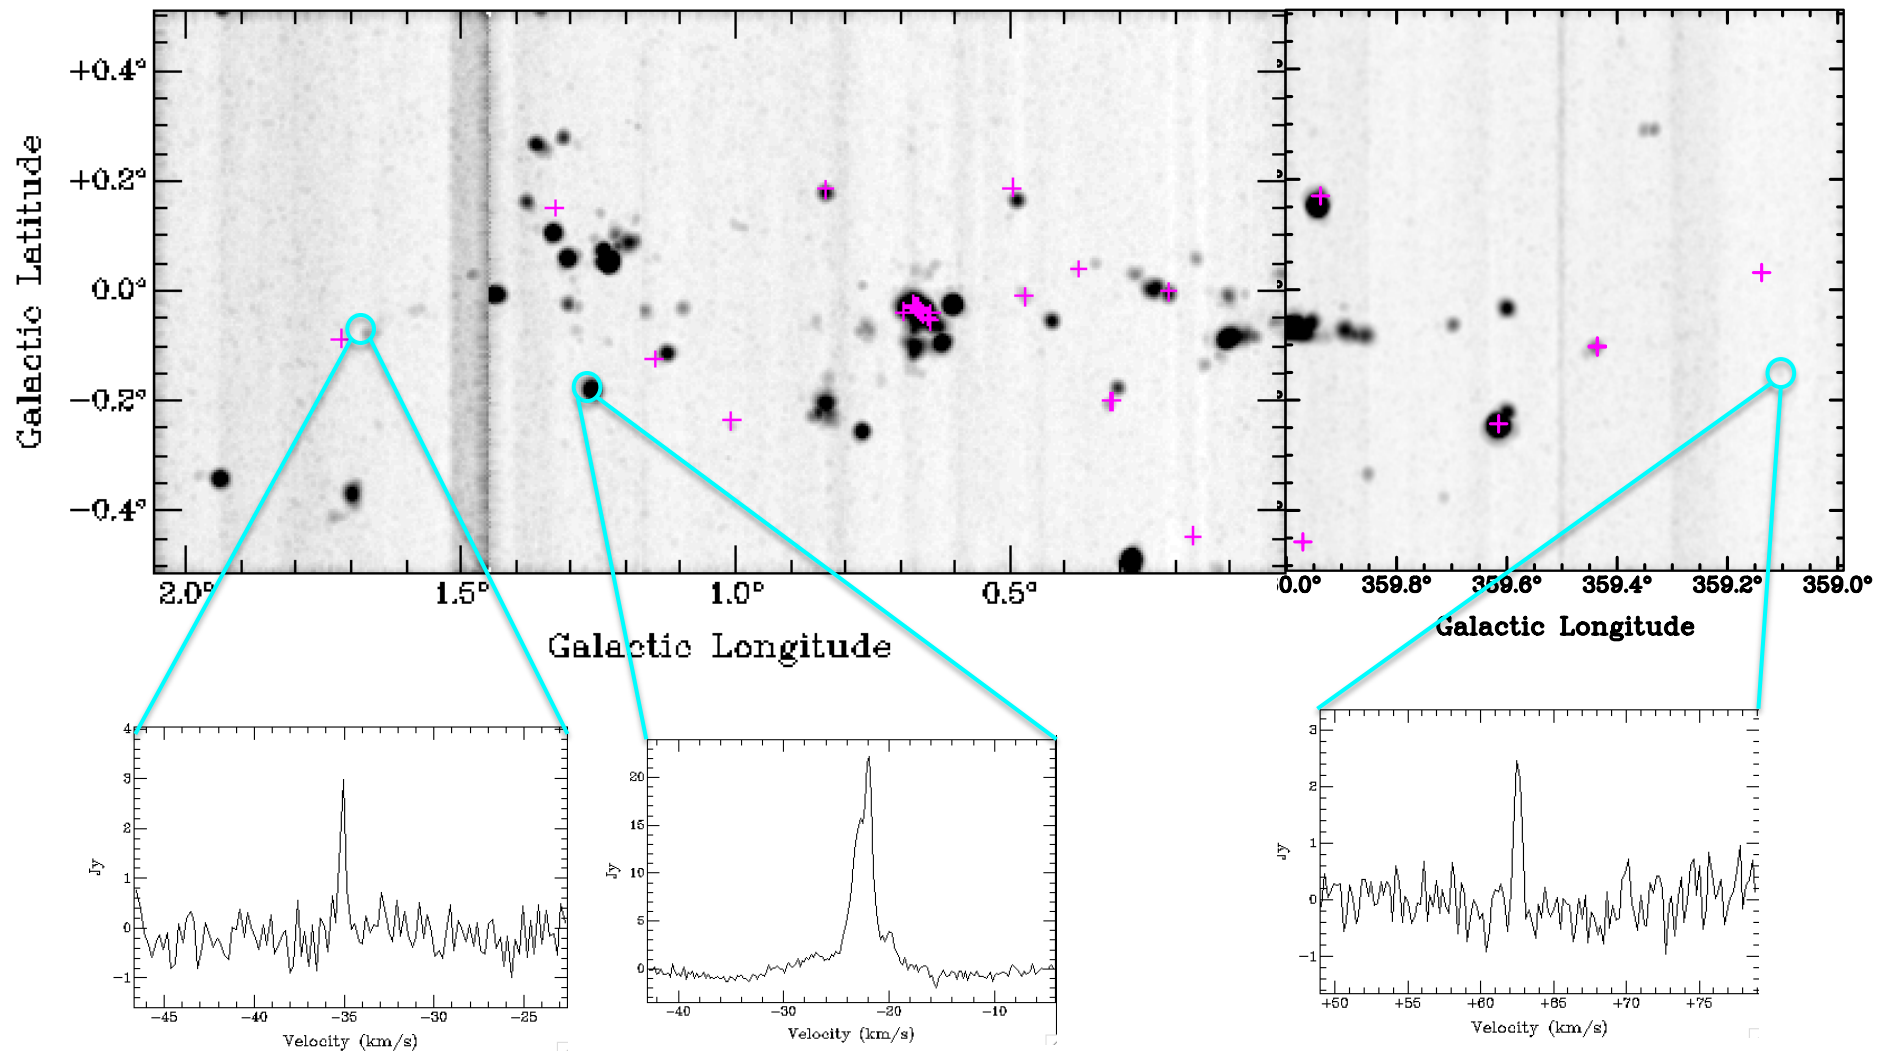 +0.4°
+0.2°
0.0°
−0.2°
−0.4°
Galactic Latitude
2.0° 1.5° 1.0° 0.5° 0.0° 359.8° 359.6° 359.4° 359.2° 359.0°
Galactic Longitude
Galactic Longitude
4
3
2
1
0
−1
Jy
−45 −40 −35 −30 −25
Velocity (km/s)
20
15
10
5
0
Jy
−40 −30 −20 −10
Velocity (km/s)
3
2
1
0
−1
Jy
+50 +55 +60 +65 +70 +75
Velocity (km/s)